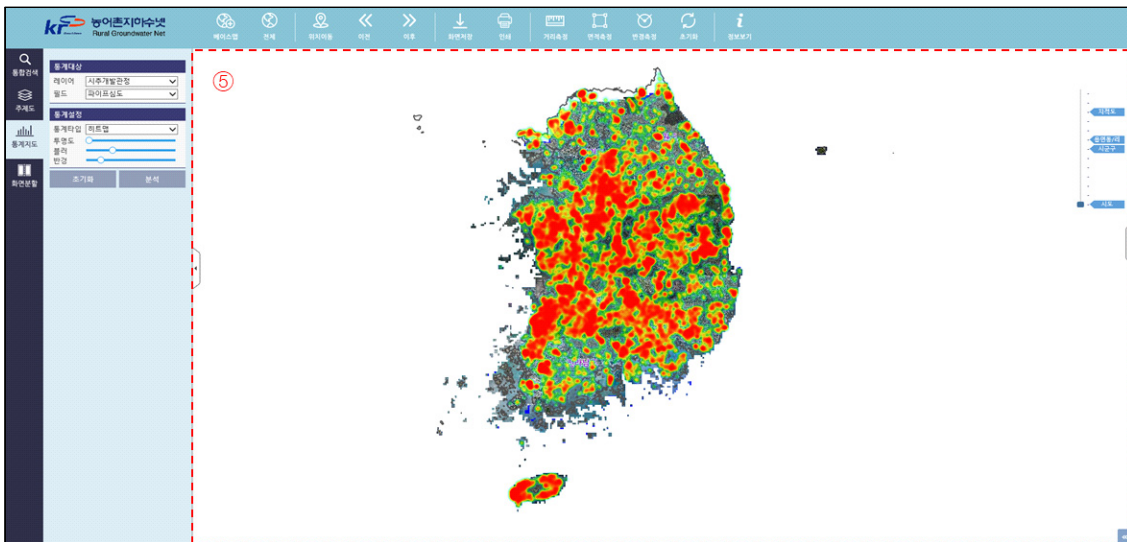 농어촌지하수넷
Rural Groundwater Net
베이스맵
전체
위치이동
이전
이후
화면저장
인쇄
거리측정
면적측정
반경측정
초기화
정보보기
통합검색
주제도
통계지도
화면분할
통계대상
레이어 시추개발관정
필드 파이프심도
통계설정
통계타입 히트맵
투명도
블러
반경
초기화 분석
⑤
지적도
읍면동/리
시군구
시도